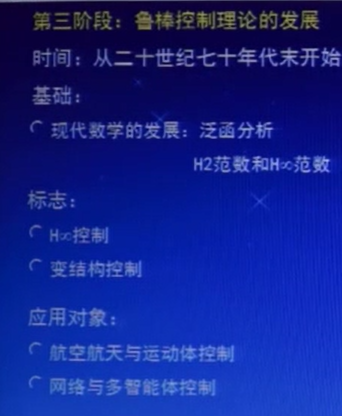 第三阶段：鲁棒控制理论的发展
时间：从二十世纪七十年代末开始
基础：
现代数学的发展：泛函分析
H2范数和H∞范数
标志：
H∞控制
变结构控制
应用对象：
航空航天与运动体控制
网络与多智能体控制